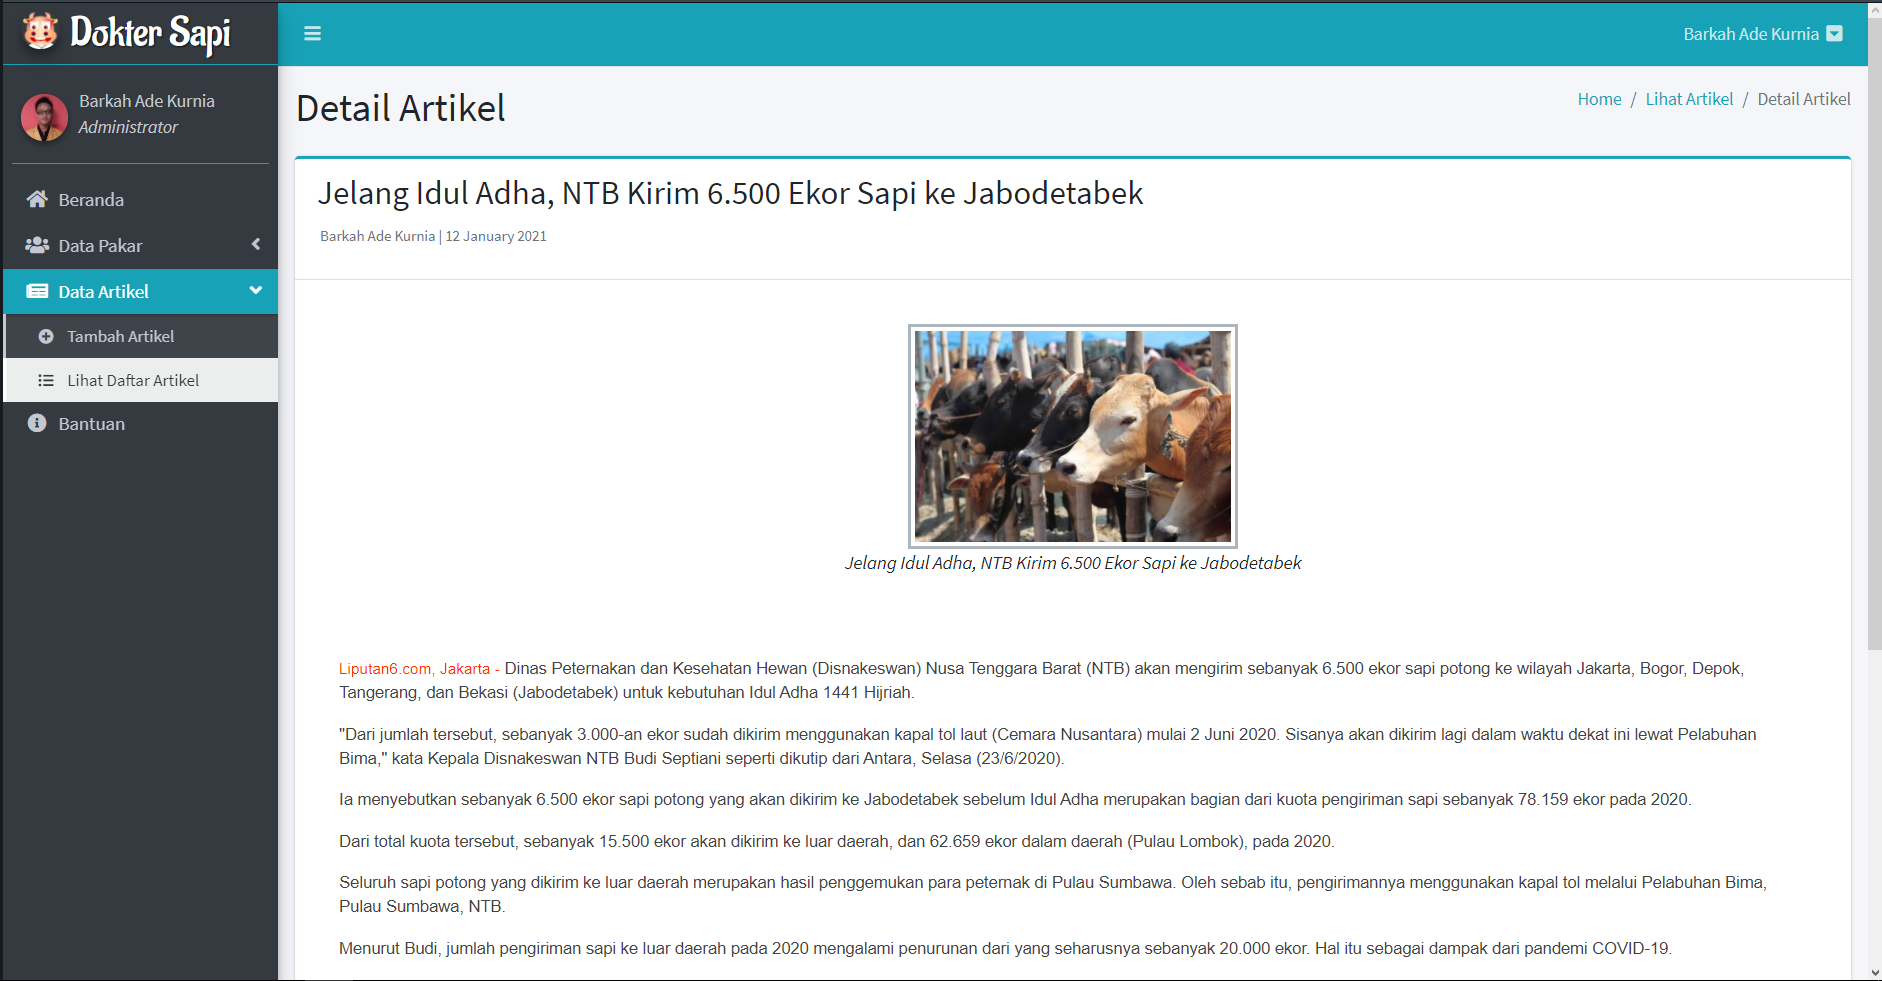 Dokter Sapi
Barkah Ade Kurnia
Barkah Ade Kurnia
Administrator
Beranda
Data Pakar
Data Artikel
Tambah Artikel
Lihat Daftar Artikel
Bantuan
Detail Artikel
Home / Lihat Artikel / Detail Artikel
Jelang Idul Adha, NTB Kirim 6.500 Ekor Sapi ke Jabodetabek
Barkah Ade Kurnia | 12 January 2021
Jelang Idul Adha, NTB Kirim 6.500 Ekor Sapi ke Jabodetabek
Liputan6.com, Jakarta - Dinas Peternakan dan Kesehatan Hewan (Disnakeswan) Nusa Tenggara Barat (NTB) akan mengirim sebanyak 6.500 ekor sapi potong ke wilayah Jakarta, Bogor, Depok,
Tangerang, dan Bekasi (Jabodetabek) untuk kebutuhan Idul Adha 1441 Hijriah.
"Dari jumlah tersebut, sebanyak 3.000-an ekor sudah dikirim menggunakan kapal tol laut (Cemara Nusantara) mulai 2 Juni 2020. Sisanya akan dikirim lagi dalam waktu dekat ini lewat Pelabuhan
Bima," kata Kepala Disnakeswan NTB Budi Septiani seperti dikutip dari Antara, Selasa (23/6/2020).
Ia menyebutkan sebanyak 6.500 ekor sapi potong yang akan dikirim ke Jabodetabek sebelum Idul Adha merupakan bagian dari kuota pengiriman sapi sebanyak 78.159 ekor pada 2020.
Dari total kuota tersebut, sebanyak 15.500 ekor akan dikirim ke luar daerah, dan 62.659 ekor dalam daerah (Pulau Lombok), pada 2020.
Seluruh sapi potong yang dikirim ke luar daerah merupakan hasil penggemukan para peternak di Pulau Sumbawa. Oleh sebab itu, pengirimannya menggunakan kapal tol melalui Pelabuhan Bima,
Pulau Sumbawa, NTB.
Menurut Budi, jumlah pengiriman sapi ke luar daerah pada 2020 mengalami penurunan dari yang seharusnya sebanyak 20.000 ekor. Hal itu sebagai dampak dari pandemi COVID-19.